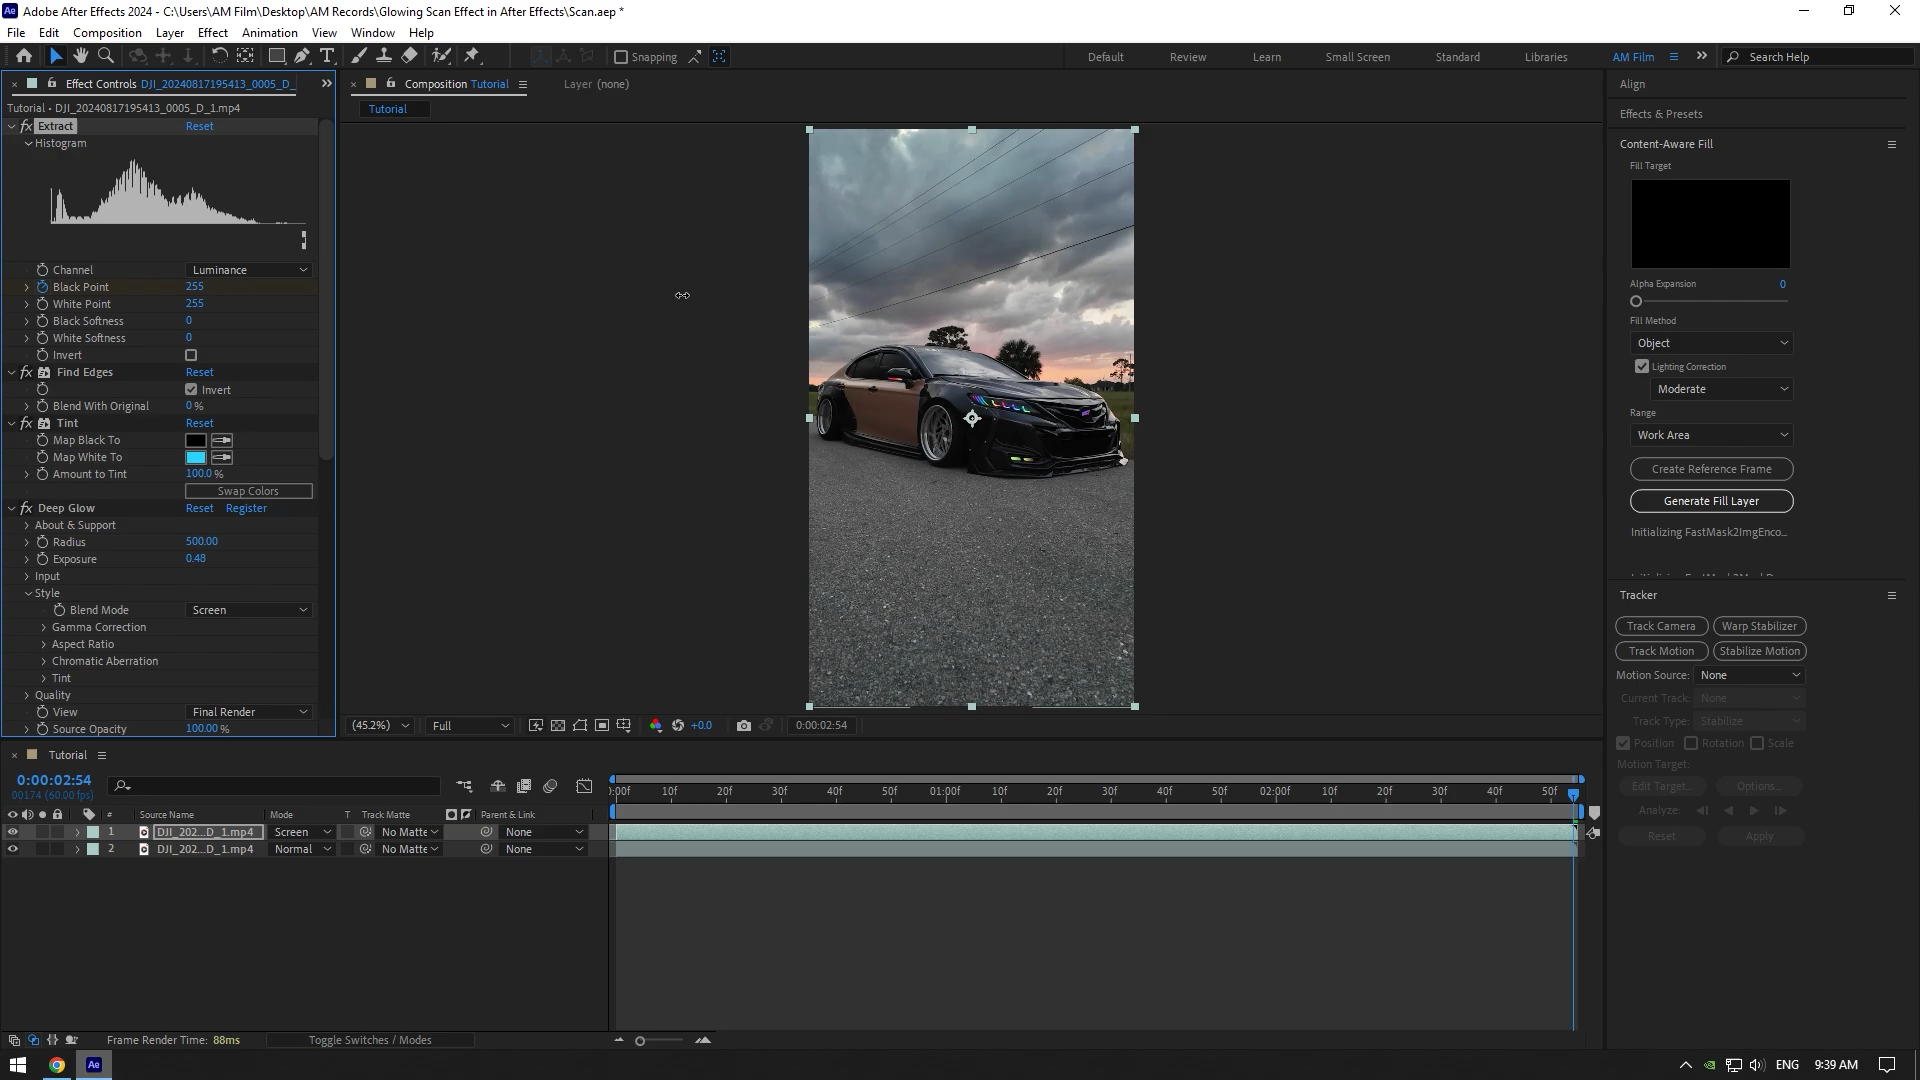 Adobe After Effects 2024 - C:\Users\AM Film\Desktop\AM Records\Glowing Scan Effect in After Effects\Scan.aep *
File Edit Composition Layer Effect Animation View Window Help
Snapping
Default Review Learn Small Screen Standard Libraries AM Film Search Help
Effect Controls DJI_20240817195413_0005_D_
Tutorial • DJI_20240817195413_0005_D_1.mp4
fx Extract Reset
Histogram
Channel Luminance
Black Point 255
White Point 255
Black Softness 0
White Softness 0
Invert
fx Find Edges Reset
Invert
Blend With Original 0 %
fx Tint Reset
Map Black To
Map White To
Amount to Tint 100.0 %
Swap Colors
fx Deep Glow Reset Register
About & Support
Radius 500.00
Exposure 0.48
Input
Style
Blend Mode Screen
Gamma Correction
Aspect Ratio
Chromatic Aberration
Tint
Quality
View Final Render
Source Opacity 100.00 %
Composition Tutorial
Layer (none)
Tutorial
(45.2%) Full +0.0 0:00:02:54
Align
Effects & Presets
Content-Aware Fill
Fill Target
Alpha Expansion 0
Fill Method
Object
Lighting Correction
Moderate
Range
Work Area
Create Reference Frame
Generate Fill Layer
Initializing FastMask2ImgEnco...
Tracker
Track Camera Warp Stabilizer
Track Motion Stabilize Motion
Motion Source: None
Current Track: None
Track Type: Stabilize
Position Rotation Scale
Motion Target:
Edit Target... Options...
Analyze:
Reset Apply
Tutorial
0:00:02:54
00174 (60.00 fps)
# Source Name Mode T Track Matte Parent & Link
1 DJI_202...D_1.mp4 Screen No Matte None
2 DJI_202...D_1.mp4 Normal No Matte None
):00f 10f 20f 30f 40f 50f 01:00f 10f 20f 30f 40f 50f 02:00f 10f 20f 30f 40f 50f
Frame Render Time: 88ms
Toggle Switches / Modes
Ae
ENG 9:39 AM